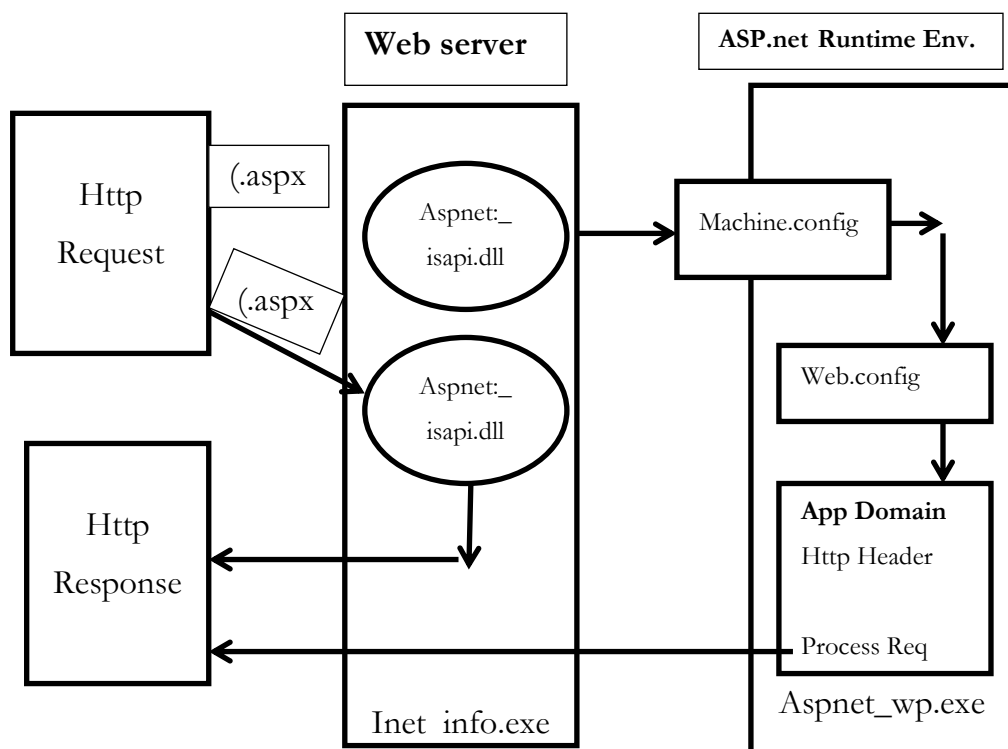 Web server
ASP.net Runtime Env.
Http
Request
(.aspx
(.aspx
Aspnet:_
isapi.dll
Machine.config
Aspnet:_
isapi.dll
Web.config
Http
Response
App Domain
Http Header
Process Req
Inet info.exe
Aspnet_wp.exe